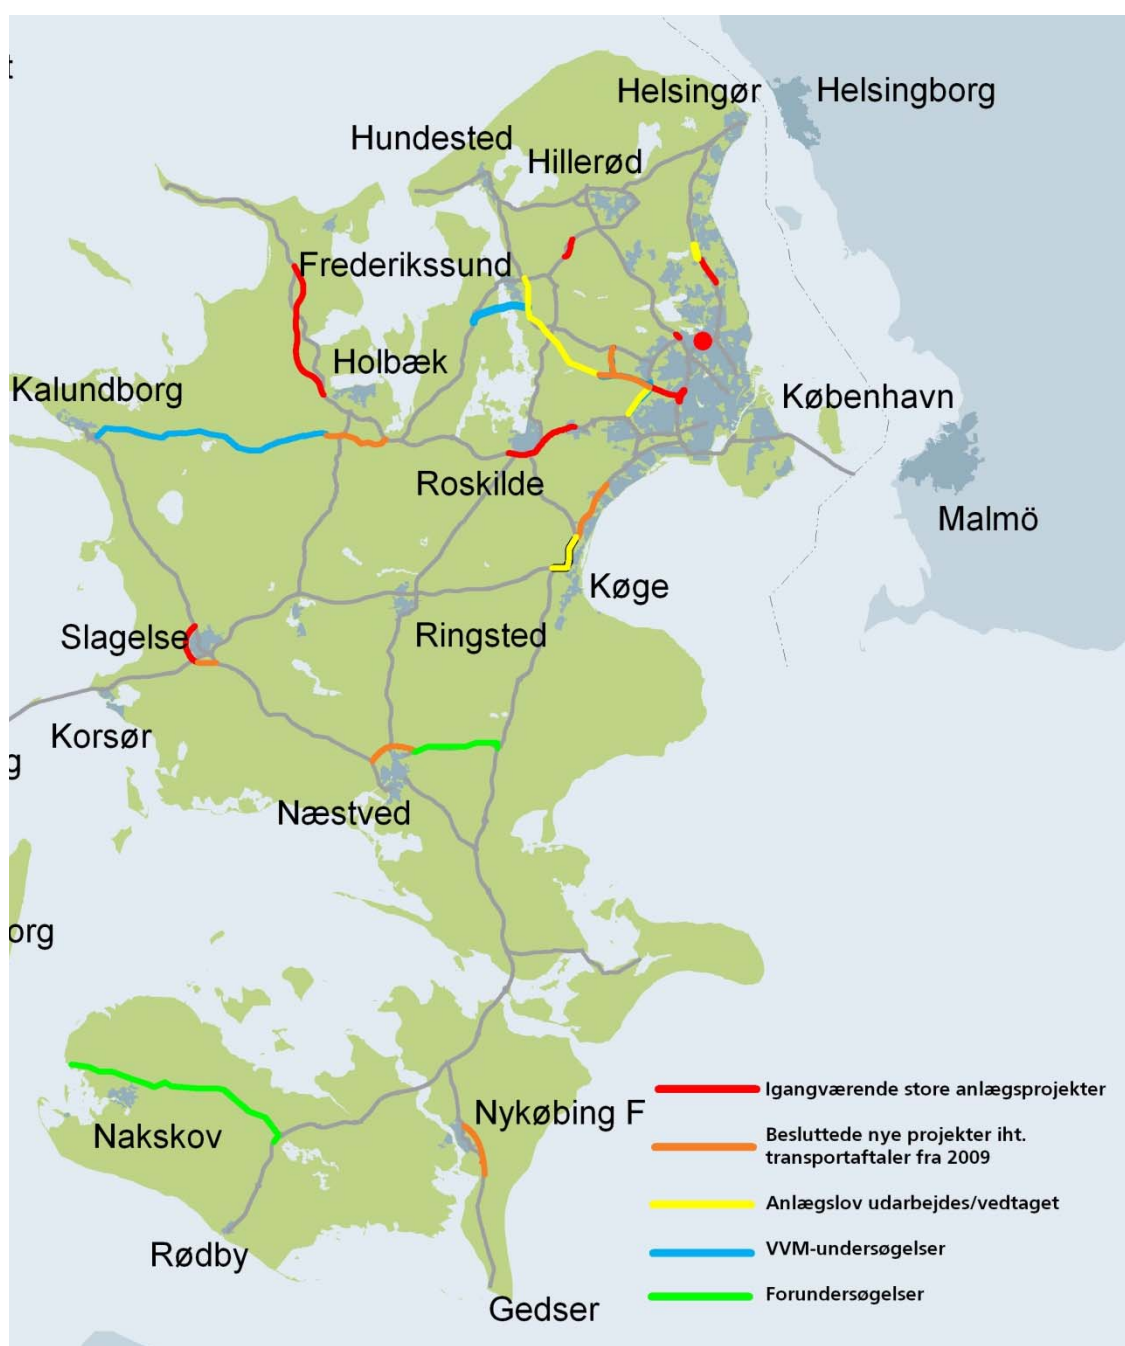 t
Helsingør
Helsingborg
Hundested
Hillerød
Frederikssund
Holbæk
Kalundborg
København
Roskilde
Malmö
Køge
Slagelse
Ringsted
Korsør
g
Næstved
org
Igangværende store anlægsprojekter
Nykøbing F
Nakskov
Besluttede nye projekter iht.
transportaftaler fra 2009
Anlægslov udarbejdes/vedtaget
Rødby
VVM-undersøgelser
Forundersøgelser
Gedser